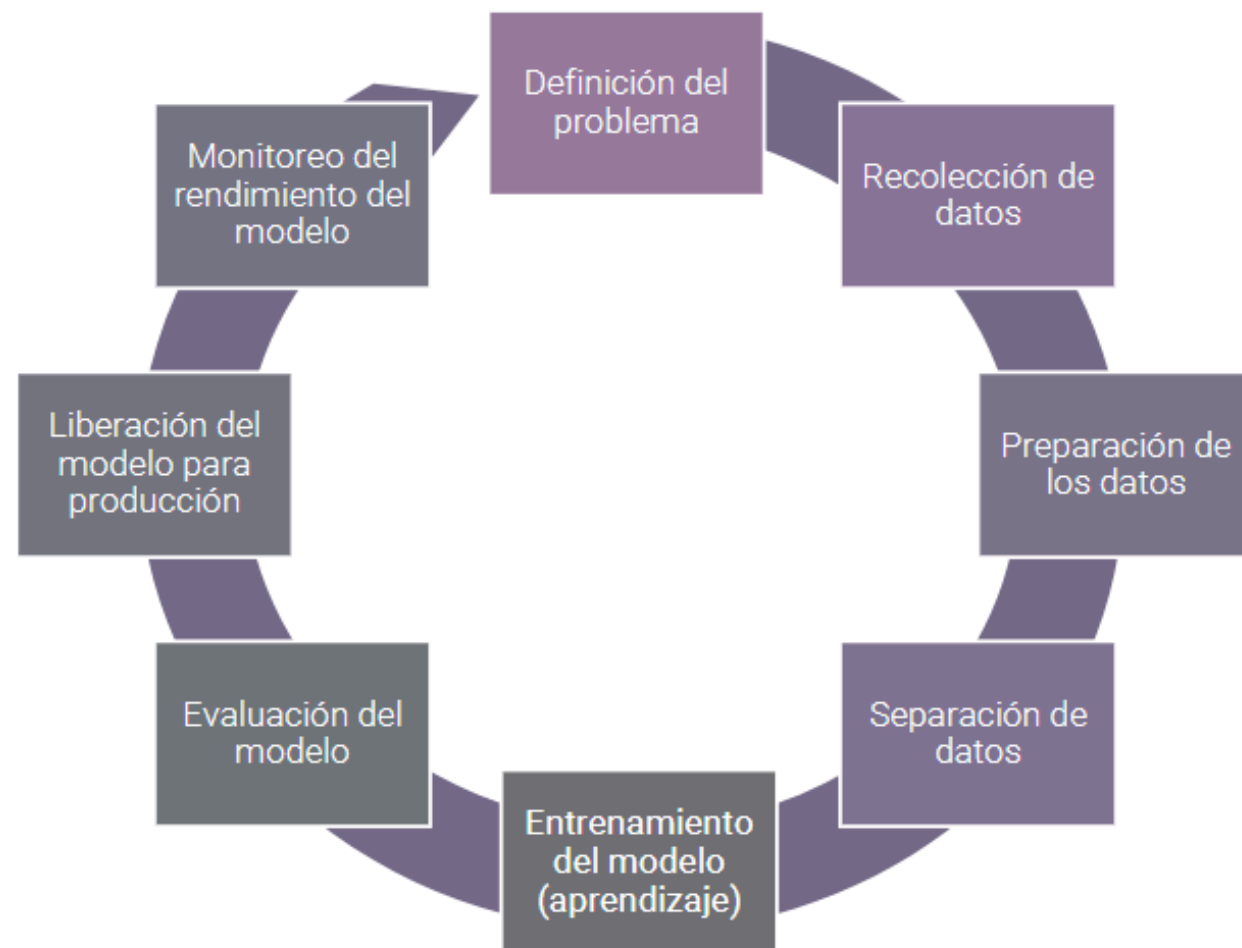 Definición del
problema
Recolección de
datos
Preparación de
los datos
Separación de
datos
Entrenamiento
del modelo
(aprendizaje)
Evaluación del
modelo
Liberación del
modelo para
producción
Monitoreo del
rendimiento del
modelo